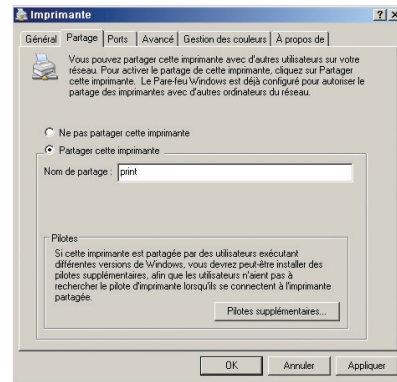 Imprimante
Général Partage Ports Avancé Gestion des couleurs À propos de
Vous pouvez partager cette imprimante avec d'autres utilisateurs sur votre
réseau. Pour activer le partage de cette imprimante, cliquez sur Partager
cette imprimante. Le Pare-feu Windows est déjà configuré pour autoriser le
partage des imprimantes avec d'autres ordinateurs du réseau.
Ne pas partager cette imprimante
Partager cette imprimante
Nom de partage : print
Pilotes
Si cette imprimante est partagée par des utilisateurs exécutant
différentes versions de Windows, vous devrez peut-être installer des
pilotes supplémentaires, afin que les utilisateurs n'aient pas à
rechercher le pilote d'imprimante lorsqu'ils se connectent à l'imprimante
partagée.
Pilotes supplémentaires...
OK Annuler Appliquer